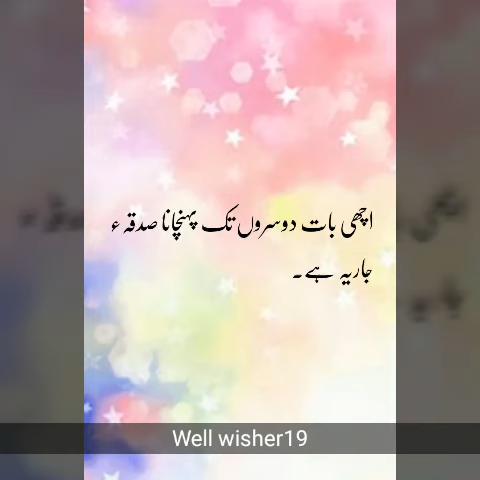 اچھی بات دوسروں تک پہنچانا صدقہ ء
جاریہ ہے۔
Well wisher19